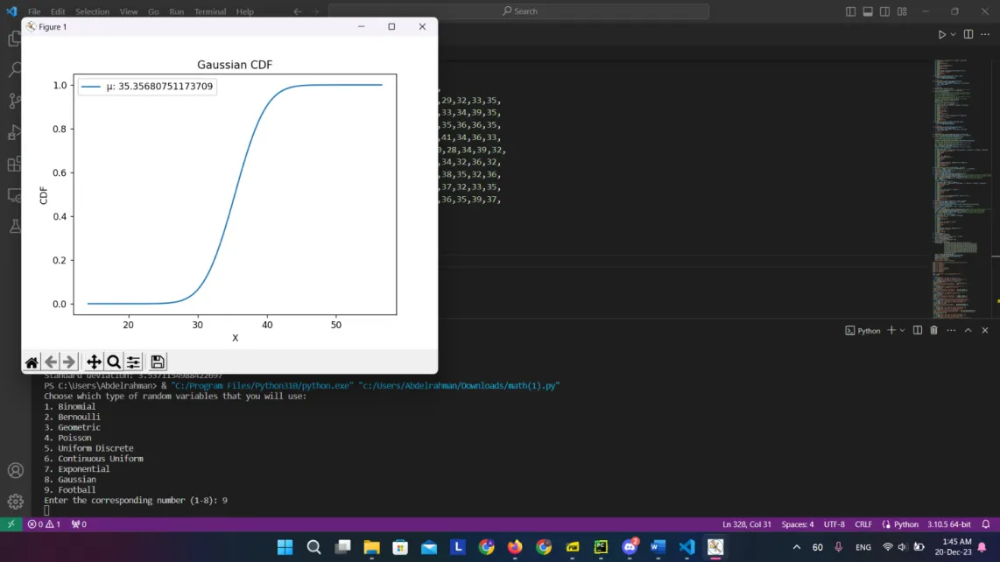 File Edit Selection View Go Run Terminal Help
Search
Figure 1
Gaussian CDF
μ: 35.35680751173709
1.0
0.8
0.6
0.4
0.2
0.0
CDF
20 30 40 50
X
,29,32,33,35,
,33,34,39,35,
,35,36,36,35,
,41,34,36,33,
,28,34,39,32,
,34,32,36,32,
,38,35,32,36,
,37,32,33,35,
,36,35,39,37,
Python
Standard deviation: 3.5371154988422697
PS C:\Users\Abdelrahman> & "C:/Program Files/Python310/python.exe" "c:/Users/Abdelrahman/Downloads/math(1).py"
Choose which type of random variables that you will use:
1. Binomial
2. Bernoulli
3. Geometric
4. Poisson
5. Uniform Discrete
6. Continuous Uniform
7. Exponential
8. Gaussian
9. Football
Enter the corresponding number (1-8): 9
0 1 0
Ln 328, Col 31 Spaces: 4 UTF-8 CRLF Python 3.10.5 64-bit
60 ENG 1:45 AM
20-Dec-23